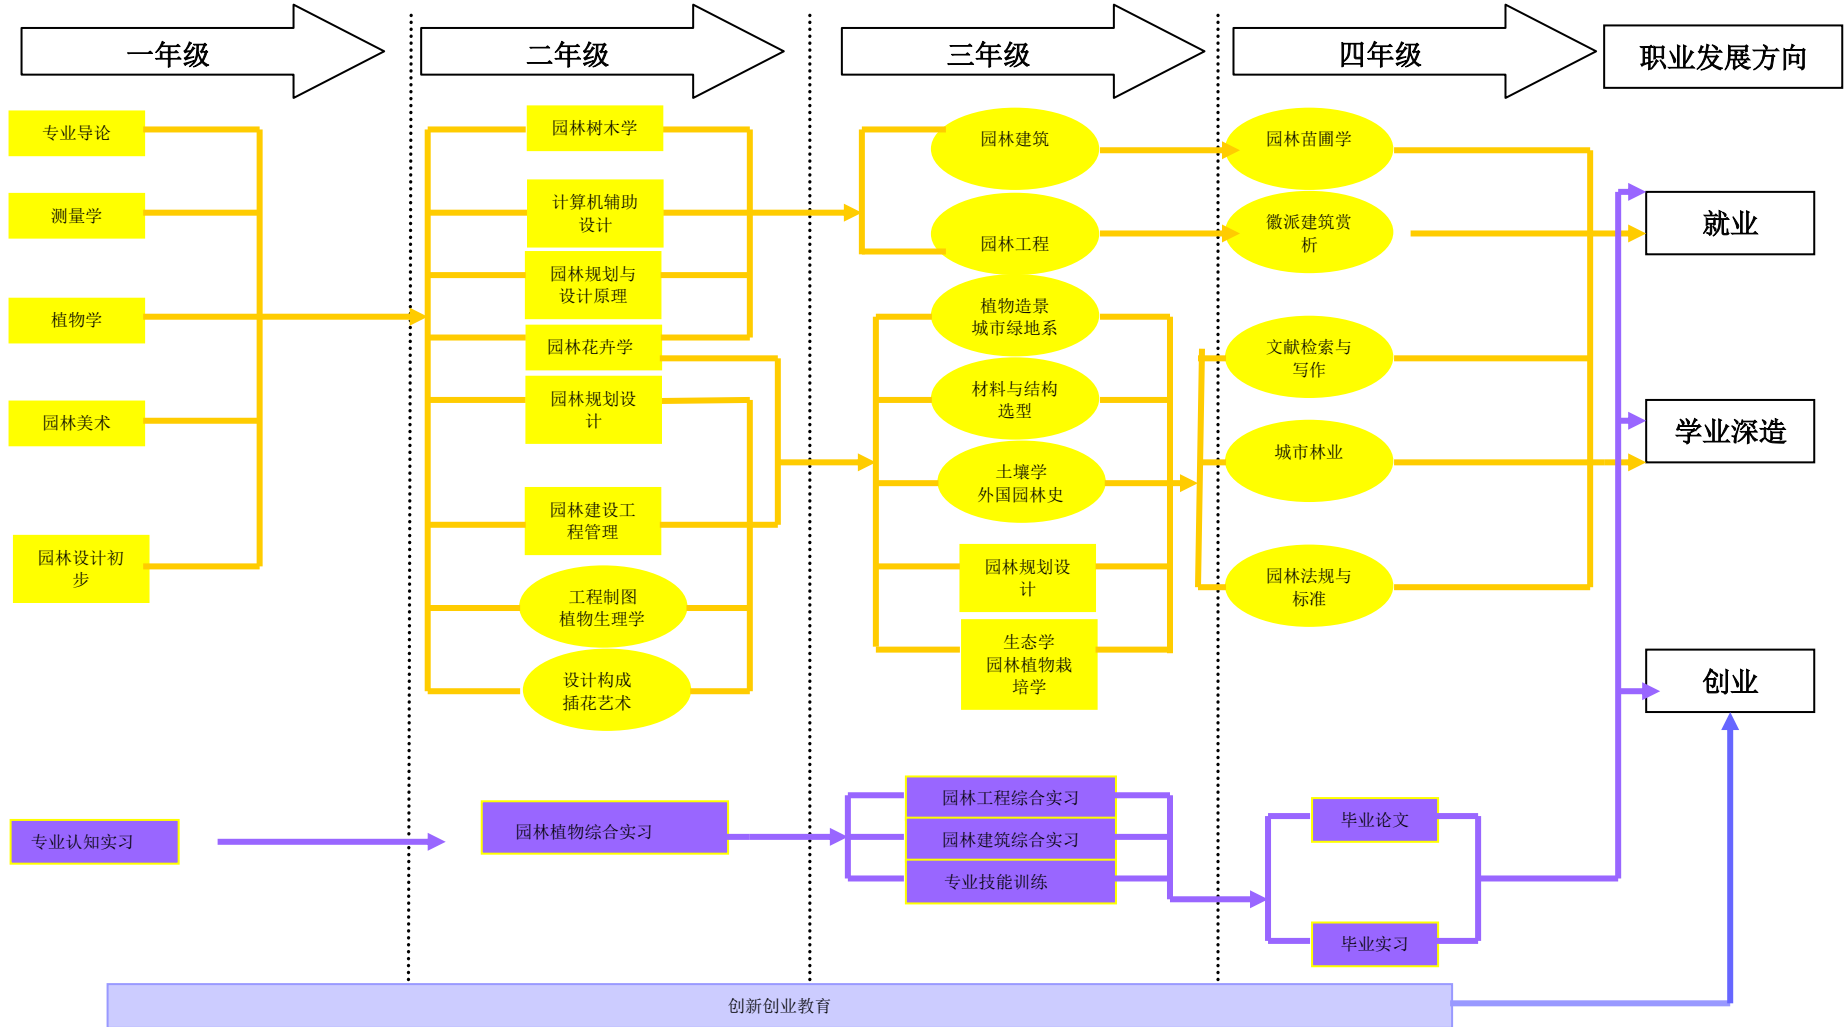 一年级
二年级
三年级
四年级
职业发展方向
专业导论
测量学
植物学
园林美术
园林设计初
步
园林树木学
计算机辅助
设计
园林规划与
设计原理
园林花卉学
园林规划设
计
园林建设工
程管理
工程制图
植物生理学
设计构成
插花艺术
园林建筑
园林工程
植物造景
城市绿地系
材料与结构
选型
土壤学
外国园林史
园林规划设
计
生态学
园林植物栽
培学
园林苗圃学
徽派建筑赏
析
文献检索与
写作
城市林业
园林法规与
标准
就业
学业深造
创业
专业认知实习
园林植物综合实习
园林工程综合实习
园林建筑综合实习
专业技能训练
毕业论文
毕业实习
创新创业教育